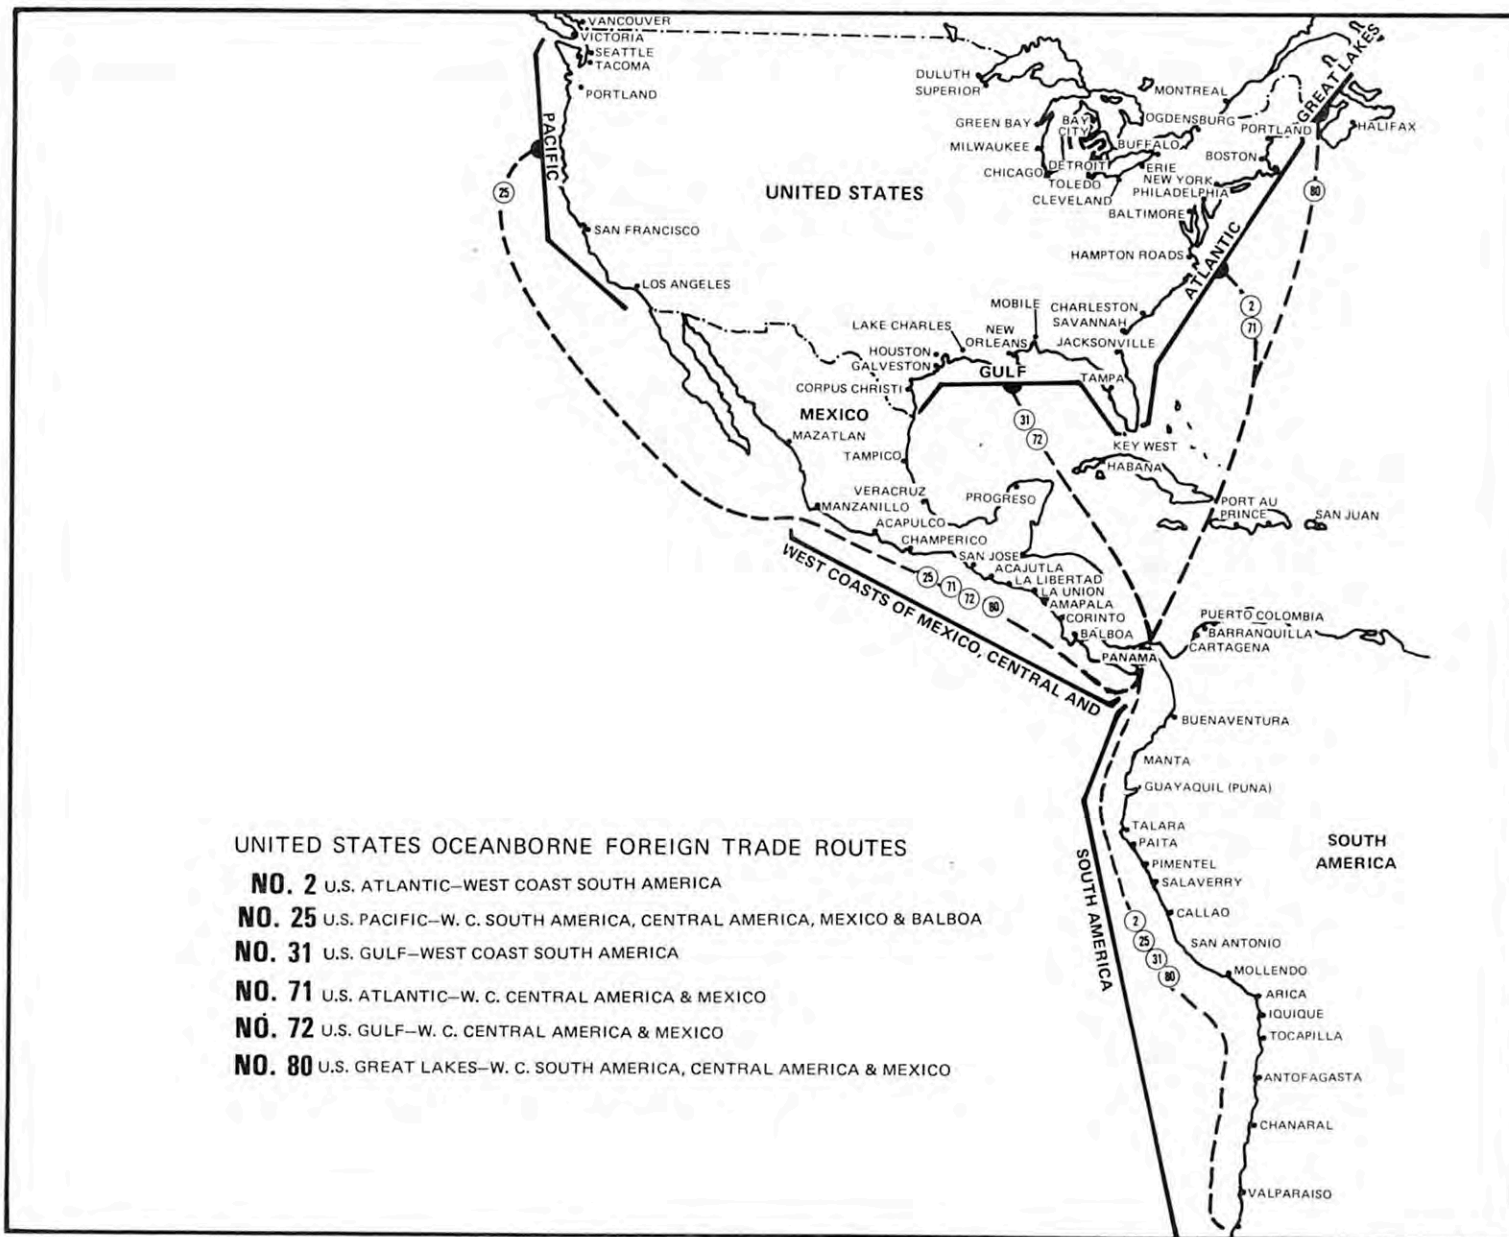 VANCOUVER
VICTORIA
SEATTLE
TACOMA
PORTLAND
PACIFIC
25
SAN FRANCISCO
LOS ANGELES
UNITED STATES
DULUTH
SUPERIOR
GREEN BAY
MILWAUKEE
CHICAGO
BAY
CITY
DETROIT
TOLEDO
CLEVELAND
MONTREAL
OGDENSBURG
BUFFALO
ERIE
NEW YORK
PHILADELPHIA
BALTIMORE
HAMPTON ROADS
PORTLAND
BOSTON
HALIFAX
GREAT LAKES
ATLANTIC
80
2
71
MOBILE
CHARLESTON
SAVANNAH
JACKSONVILLE
LAKE CHARLES
NEW
ORLEANS
HOUSTON
GALVESTON
CORPUS CHRISTI
GULF
TAMPA
31
72
KEY WEST
MEXICO
MAZATLAN
TAMPICO
VERACRUZ
PROGRESO
HABANA
PORT AU
PRINCE
SAN JUAN
MANZANILLO
ACAPULCO
CHAMPERICO
SAN JOSE
ACAJUTLA
LA LIBERTAD
LA UNION
AMAPALA
CORINTO
BALBOA
PANAMA
25
71
72
80
WEST COASTS OF MEXICO, CENTRAL AND
PUERTO COLOMBIA
BARRANQUILLA
CARTAGENA
BUENAVENTURA
MANTA
GUAYAQUIL (PUNA)
TALARA
PAITA
PIMENTEL
SALAVERRY
CALLAO
SAN ANTONIO
MOLLENDO
ARICA
IQUIQUE
TOCAPILLA
ANTOFAGASTA
CHANARAL
VALPARAISO
SOUTH AMERICA
2
25
31
80
SOUTH
AMERICA
UNITED STATES OCEANBORNE FOREIGN TRADE ROUTES
NO. 2 U.S. ATLANTIC–WEST COAST SOUTH AMERICA
NO. 25 U.S. PACIFIC–W. C. SOUTH AMERICA, CENTRAL AMERICA, MEXICO & BALBOA
NO. 31 U.S. GULF–WEST COAST SOUTH AMERICA
NO. 71 U.S. ATLANTIC–W. C. CENTRAL AMERICA & MEXICO
NO. 72 U.S. GULF–W. C. CENTRAL AMERICA & MEXICO
NO. 80 U.S. GREAT LAKES–W. C. SOUTH AMERICA, CENTRAL AMERICA & MEXICO